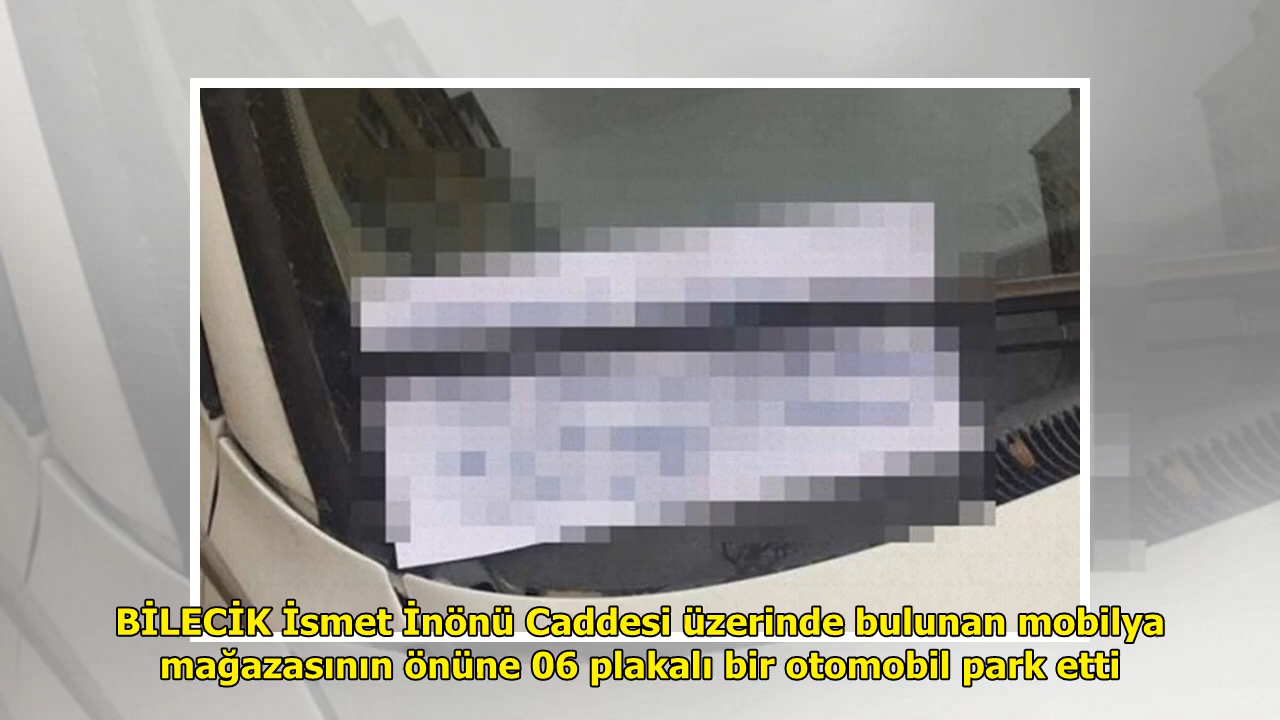 BİLECİK İsmet İnönü Caddesi üzerinde bulunan mobilya
mağazasının önüne 06 plakalı bir otomobil park etti